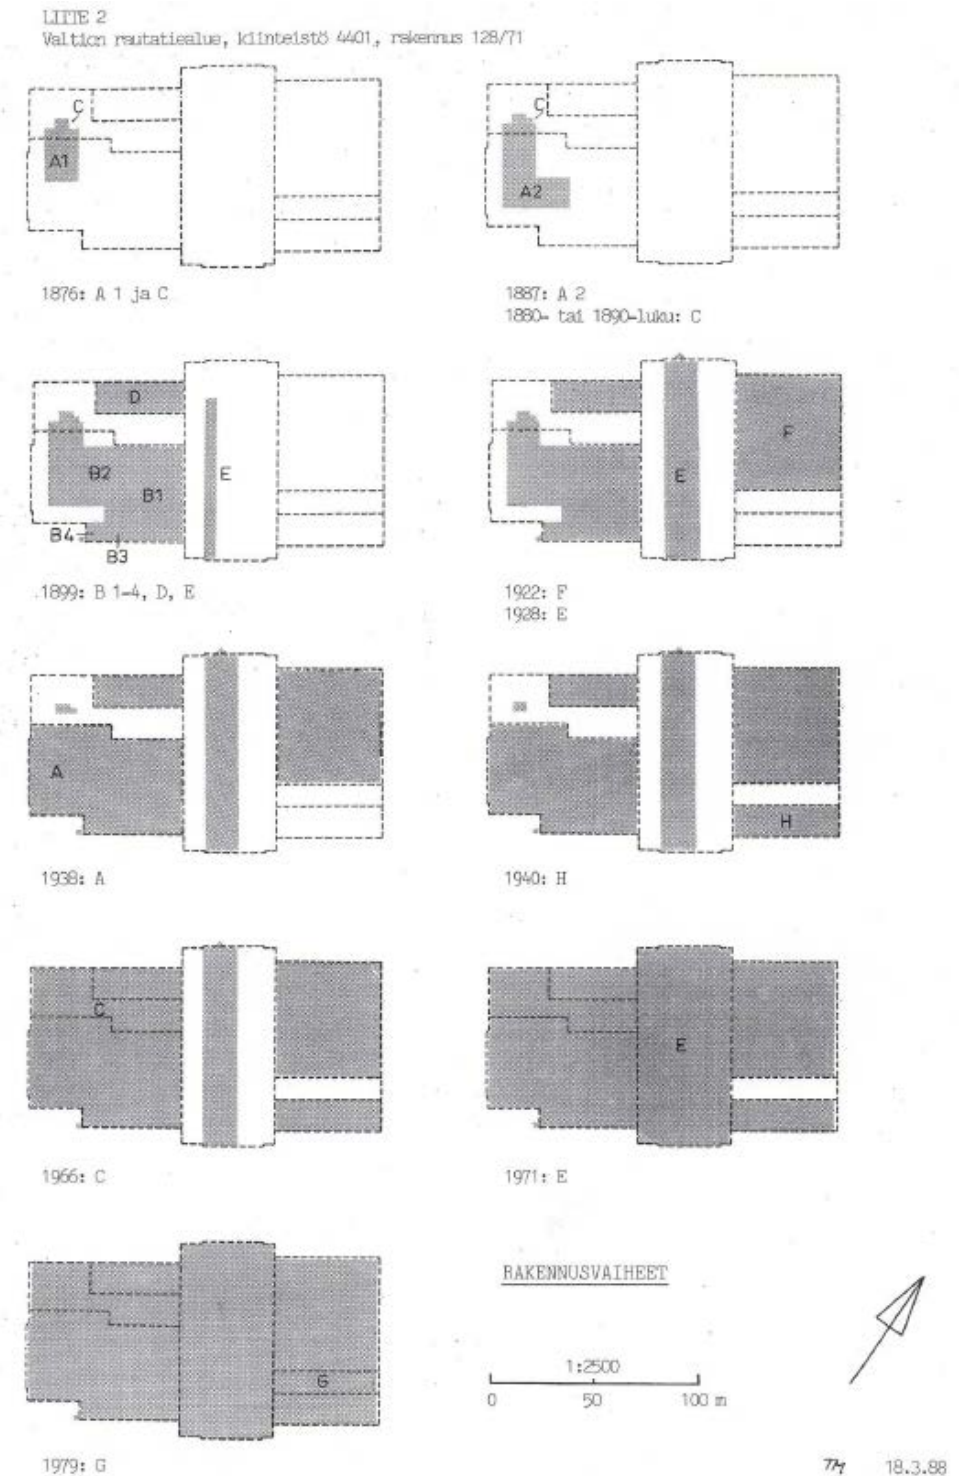 LIITE 2
Valtion rautatiealue, kiinteistö 4401, rakennus 128/71
C
A1
1876: A 1 ja C
C
A2
1887: A 2
1880- tai 1890-luku: C
D
B2
B1
E
B4
B3
1899: B 1-4, D, E
E
F
1922: F
1928: E
A
1938: A
H
1940: H
C
1966: C
E
1971: E
G
1979: G
RAKENNUSVAIHEET
1:2500
0 50 100 m
18.3.88